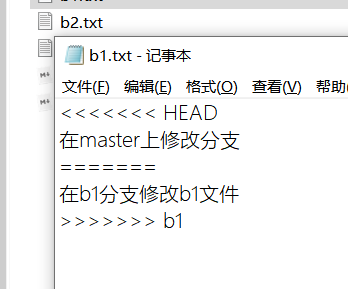 b2.txt
b1.txt - 记事本
文件(F) 编辑(E) 格式(O) 查看(V) 帮助
<<<<<<< HEAD
在master上修改分支
=======
在b1分支修改b1文件
>>>>>>> b1